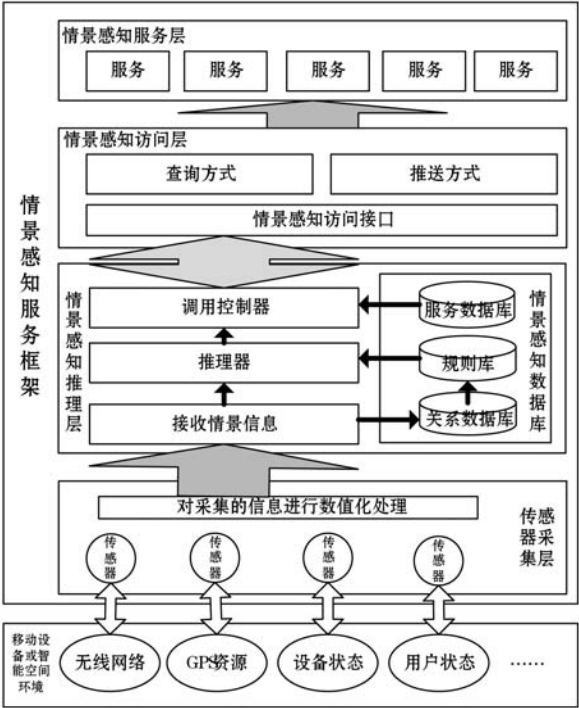 情景感知服务框架
情景感知服务层
服务
服务
服务
服务
服务
情景感知访问层
查询方式
推送方式
情景感知访问接口
情景感知推理层
调用控制器
推理器
接收情景信息
服务数据库
规则库
关系数据库
情景感知数据库
对采集的信息进行数值化处理
传感
器采
集层
传感器
传感器
传感器
传感器
移动设
备或智
能空间
环境
无线网络
GPS资源
设备状态
用户状态
……